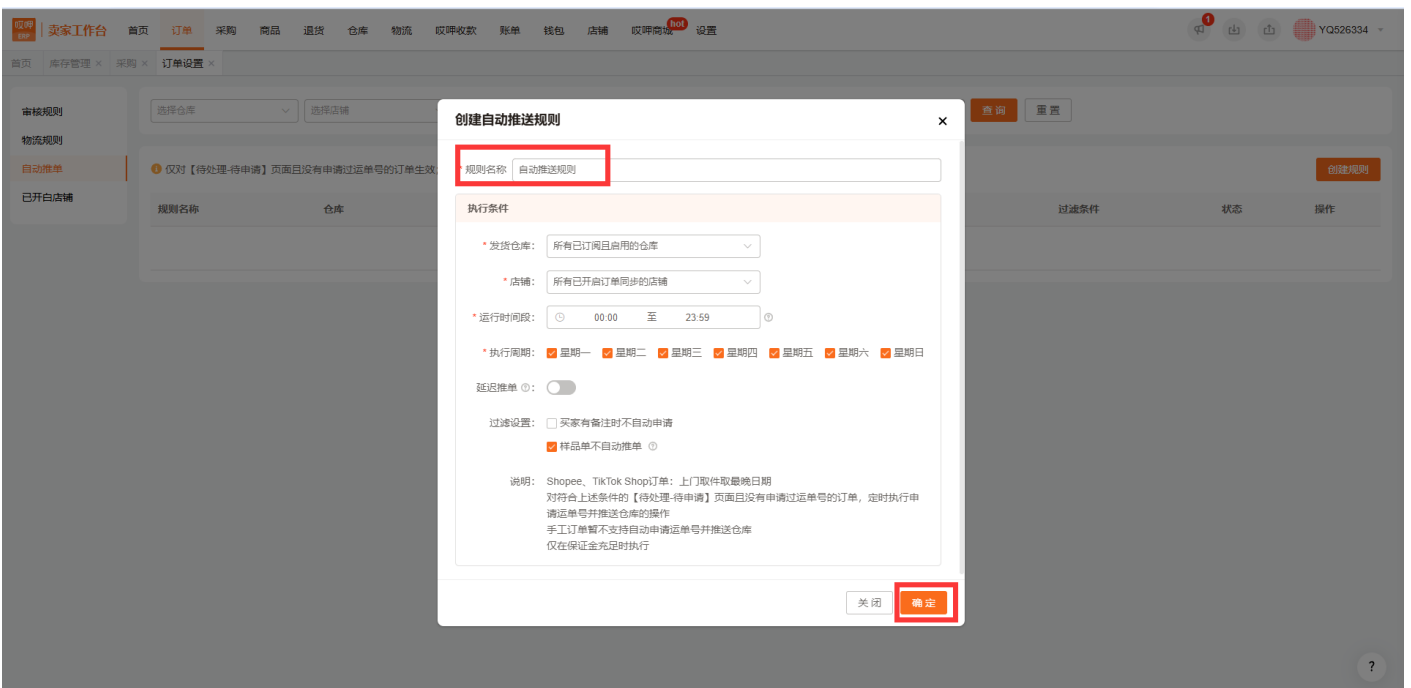 哎呷 ERP 卖家工作台 首页 订单 采购 商品 退货 仓库 物流 哎呷收款 账单 钱包 店铺 哎呷商城 hot 设置 1 YQ526334
首页 库存管理 × 采购 × 订单设置 ×
审核规则
物流规则
自动推单
已开白店铺
选择仓库 选择店铺 查 询 重 置
仅对【待处理-待申请】页面且没有申请过运单号的订单生效; 创建规则
规则名称 仓库 过滤条件 状态 操作
创建自动推送规则 ×
* 规则名称 自动推送规则
执行条件
* 发货仓库: 所有已订阅且启用的仓库
* 店铺: 所有已开启订单同步的店铺
* 运行时间段: 00:00 至 23:59
* 执行周期: 星期一 星期二 星期三 星期四 星期五 星期六 星期日
延迟推单 ?:
过滤设置: 买家有备注时不自动申请
样品单不自动推单 ?
说明: Shopee、TikTok Shop订单: 上门取件取最晚日期
对符合上述条件的【待处理-待申请】页面且没有申请过运单号的订单, 定时执行申
请运单号并推送仓库的操作
手工订单暂不支持自动申请运单号并推送仓库
仅在保证金充足时执行
关 闭 确 定
?